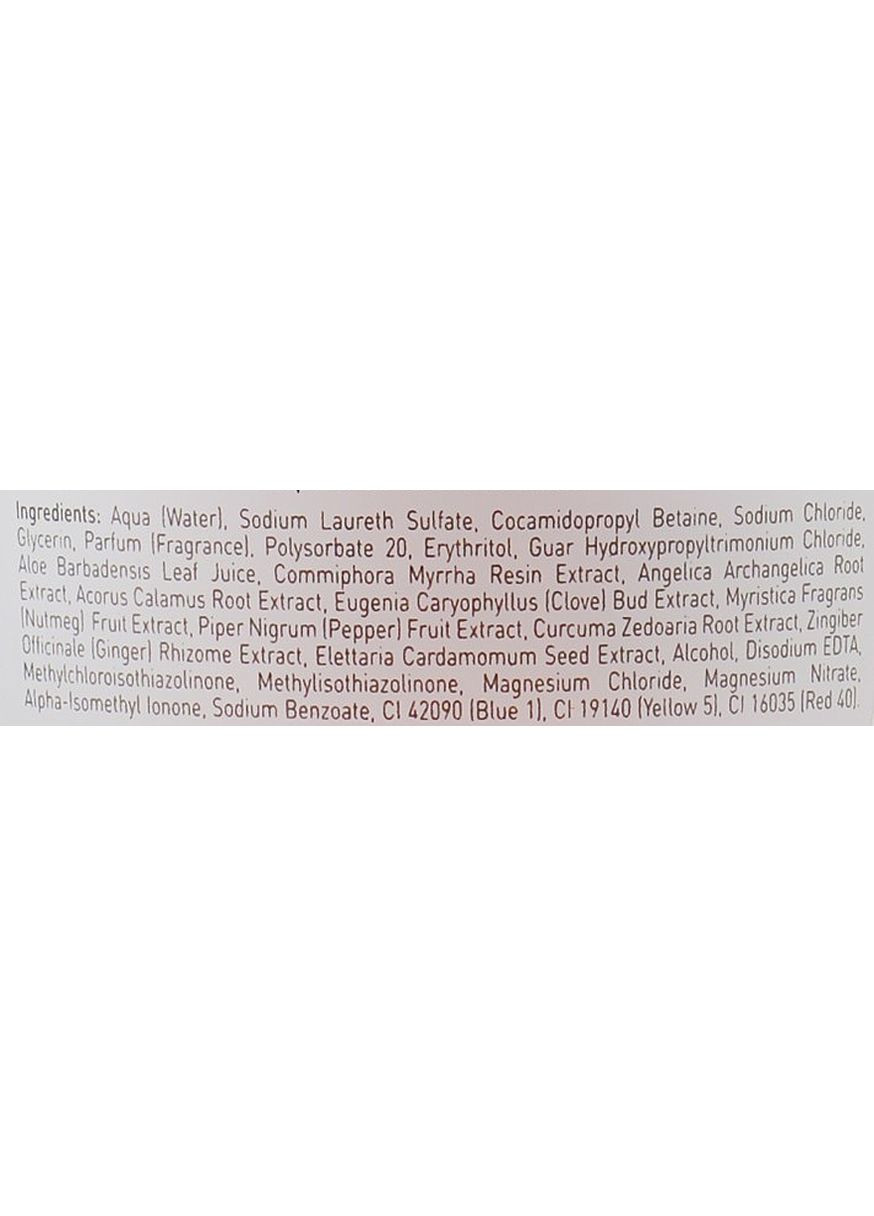 Ingredients: Aqua (Water), Sodium Laureth Sulfate, Cocamidopropyl Betaine, Sodium Chloride,
Glycerin, Parfum (Fragrance), Polysorbate 20, Erythritol, Guar Hydroxypropyltrimonium Chloride,
Aloe Barbadensis Leaf Juice, Commiphora Myrrha Resin Extract, Angelica Archangelica Root
Extract, Acorus Calamus Root Extract, Eugenia Caryophyllus (Clove) Bud Extract, Myristica Fragrans
(Nutmeg) Fruit Extract, Piper Nigrum (Pepper) Fruit Extract, Curcuma Zedoaria Root Extract, Zingiber
Officinale (Ginger) Rhizome Extract, Elettaria Cardamomum Seed Extract, Alcohol, Disodium EDTA,
Methylchloroisothiazolinone, Methylisothiazolinone, Magnesium Chloride, Magnesium Nitrate,
Alpha-Isomethyl Ionone, Sodium Benzoate, CI 42090 (Blue 1), CI 19140 (Yellow 5), CI 16035 (Red 40).